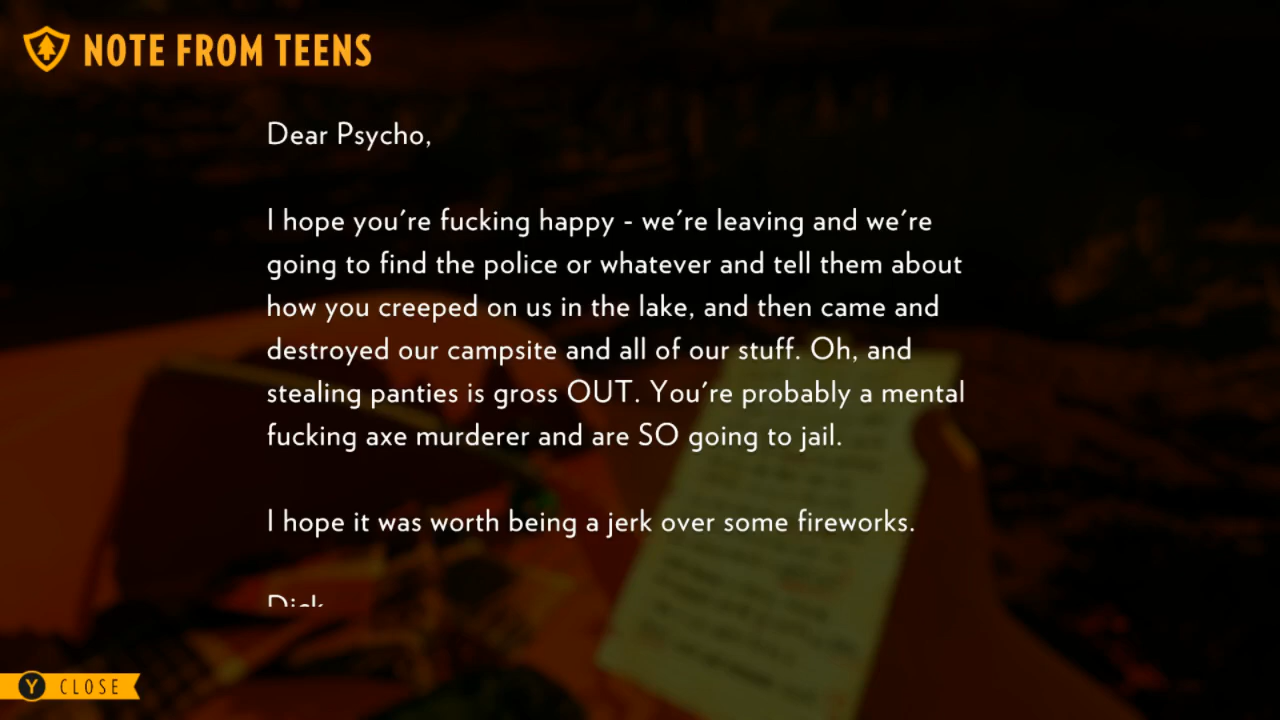 NOTE FROM TEENS
Dear Psycho,
I hope you're fucking happy - we're leaving and we're
going to find the police or whatever and tell them about
how you creeped on us in the lake, and then came and
destroyed our campsite and all of our stuff. Oh, and
stealing panties is gross OUT. You're probably a mental
fucking axe murderer and are SO going to jail.
I hope it was worth being a jerk over some fireworks.
Y CLOSE